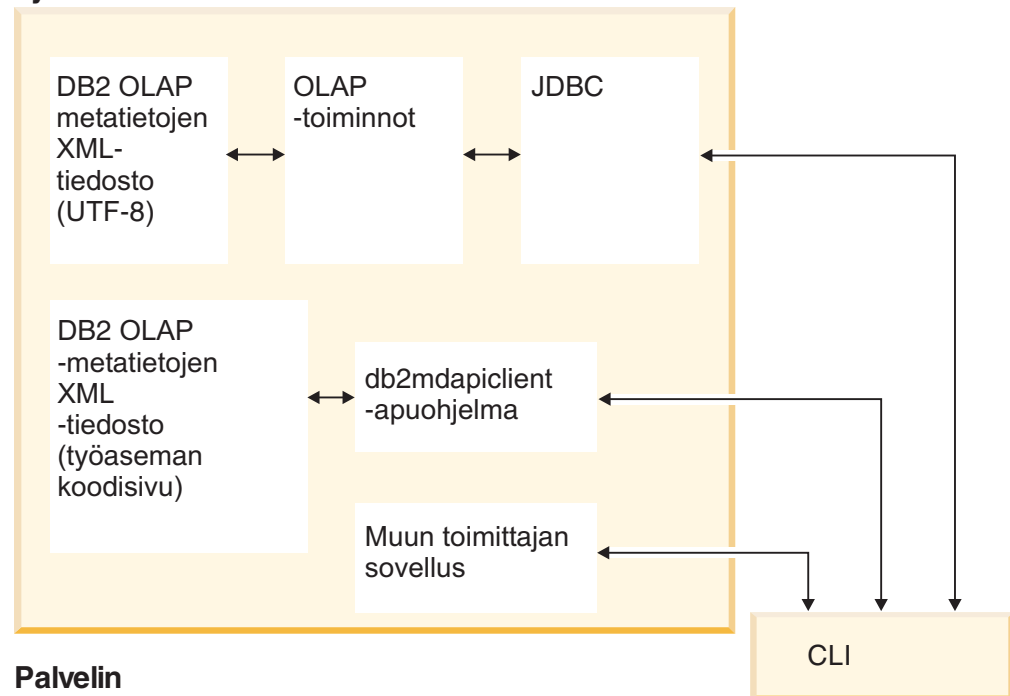 DB2 OLAP
metatietojen
XML-
tiedosto
(UTF-8)
OLAP
-toiminnot
JDBC
DB2 OLAP
-metatietojen
XML
-tiedosto
(työaseman
koodisivu)
db2mdapiclient
-apuohjelma
Muun toimittajan
sovellus
CLI
Palvelin